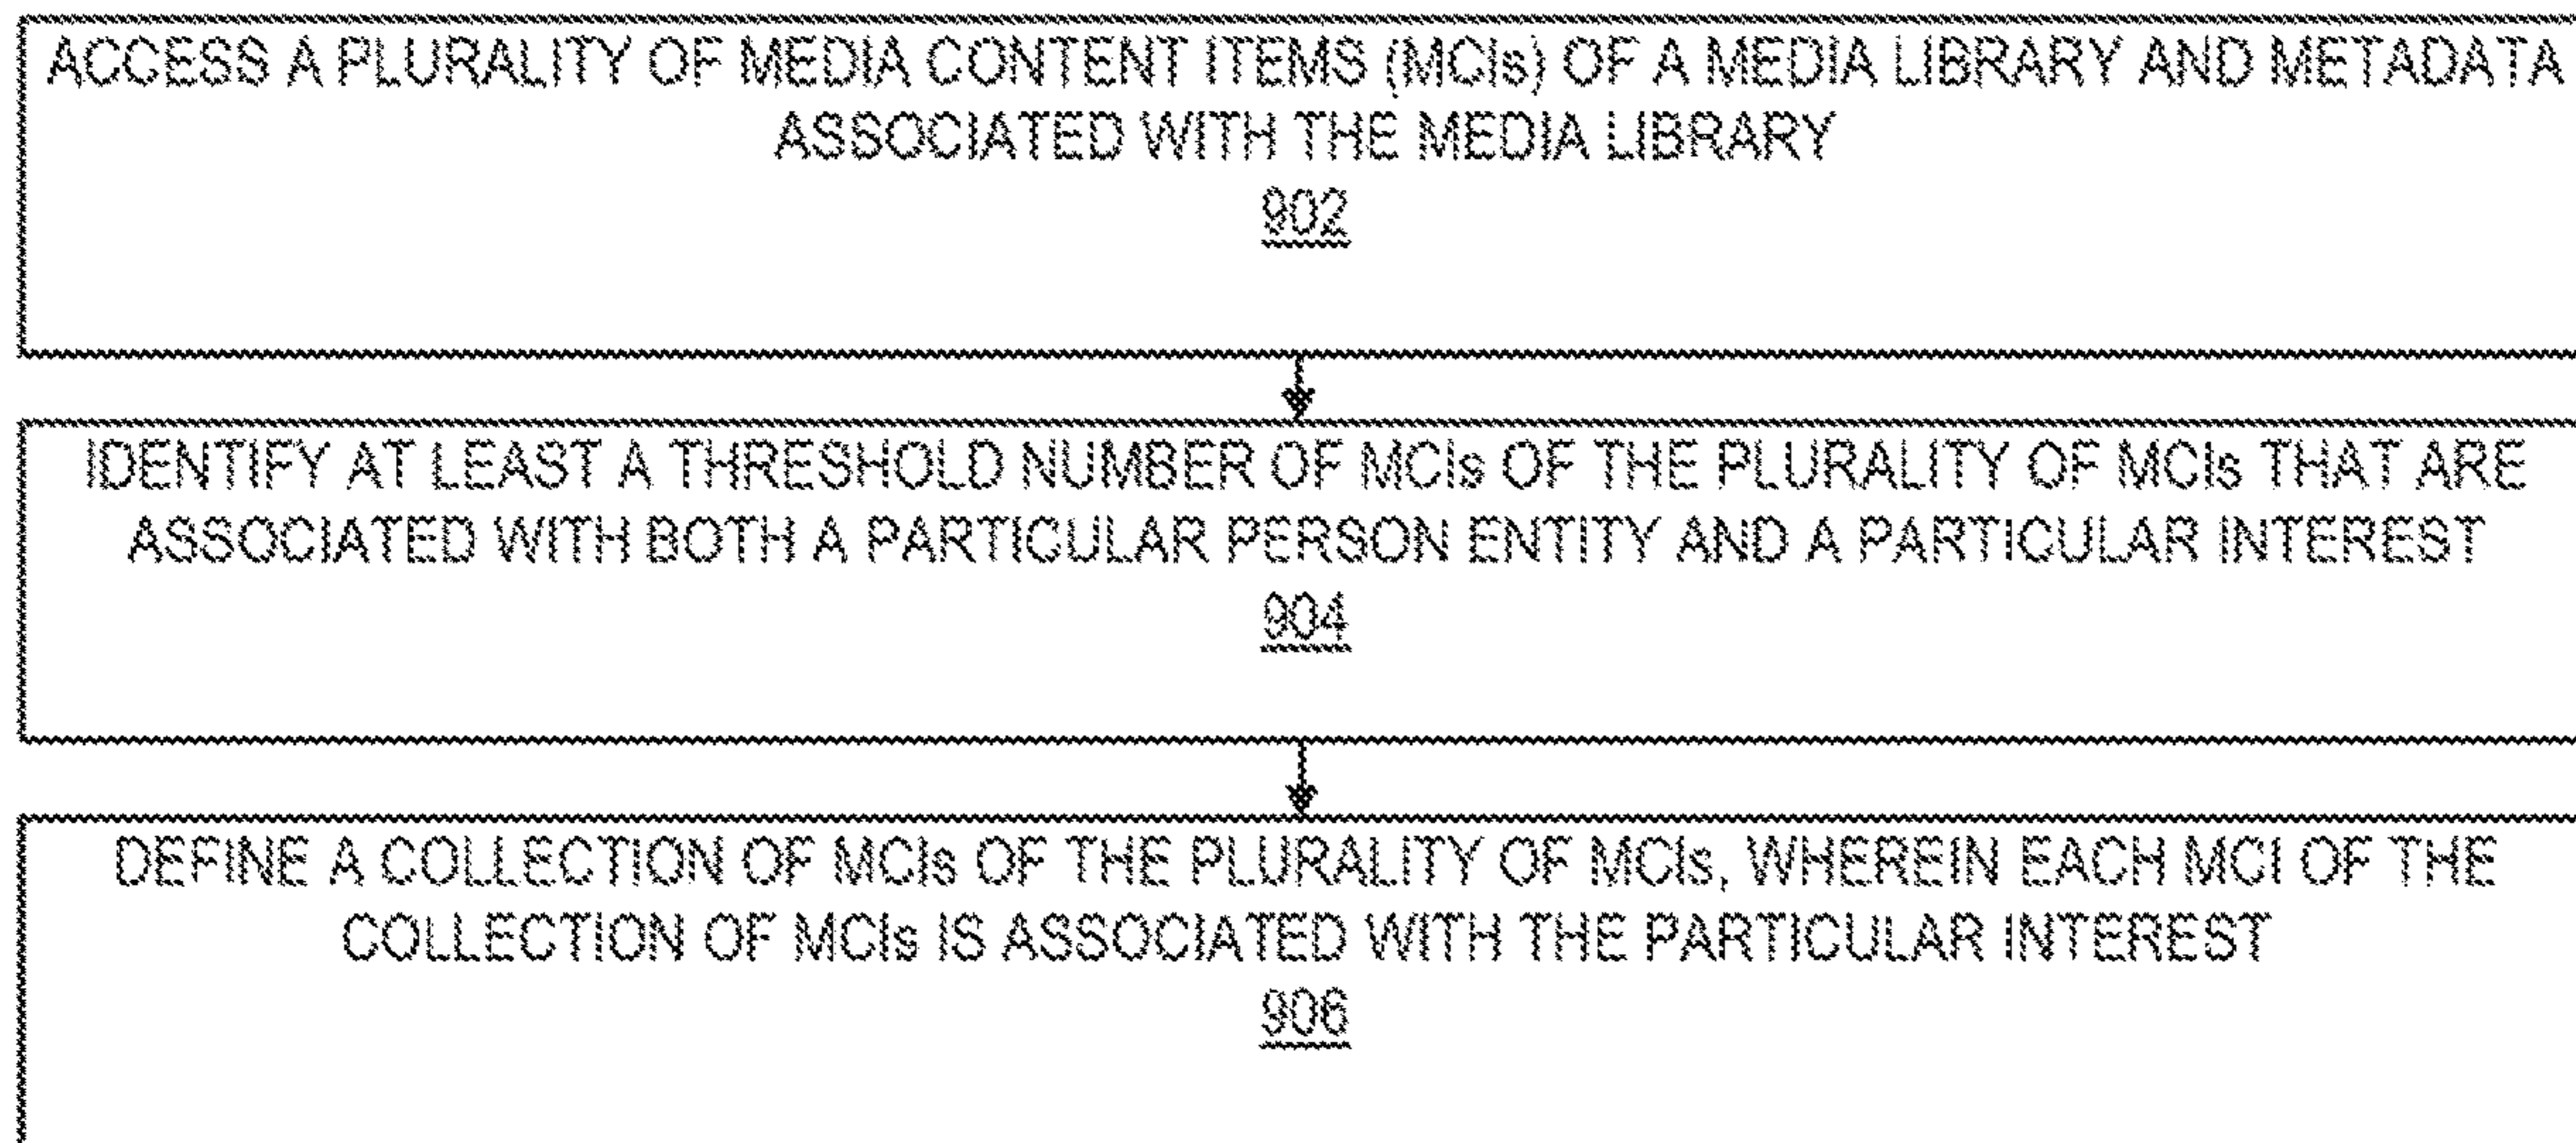 ACCESS A PLURALITY OF MEDIA CONTENT ITEMS (MCIs) OF A MEDIA LIBRARY AND METADATA
ASSOCIATED WITH THE MEDIA LIBRARY
902
IDENTIFY AT LEAST A THRESHOLD NUMBER OF MCIs OF THE PLURALITY OF MCIs THAT ARE
ASSOCIATED WITH BOTH A PARTICULAR PERSON ENTITY AND A PARTICULAR INTEREST
904
DEFINE A COLLECTION OF MCIs OF THE PLURALITY OF MCIs, WHEREIN EACH MCI OF THE
COLLECTION OF MCIs IS ASSOCIATED WITH THE PARTICULAR INTEREST
906